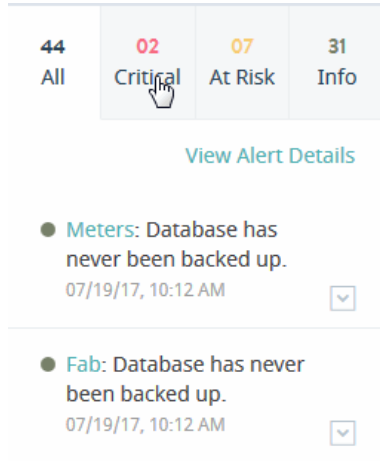 44 02 07 31
All Critical At Risk Info
View Alert Details
Meters: Database has
never been backed up.
07/19/17, 10:12 AM
Fab: Database has never
been backed up.
07/19/17, 10:12 AM